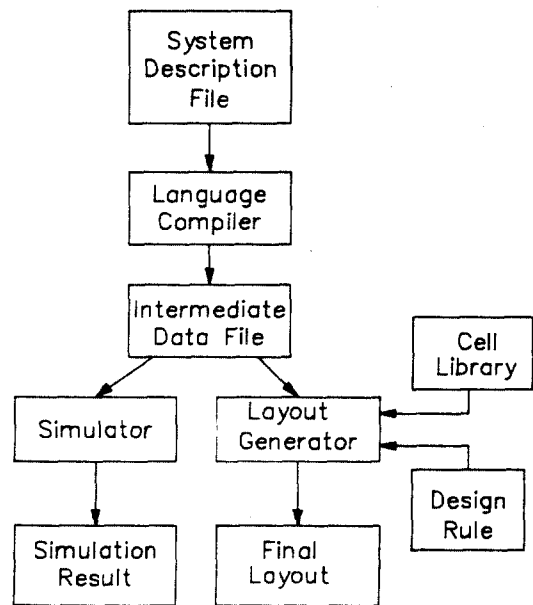 System
Description
File
Language
Compiler
Intermediate
Data File
Cell
Library
Simulator
Layout
Generator
Design
Rule
Simulation
Result
Final
Layout